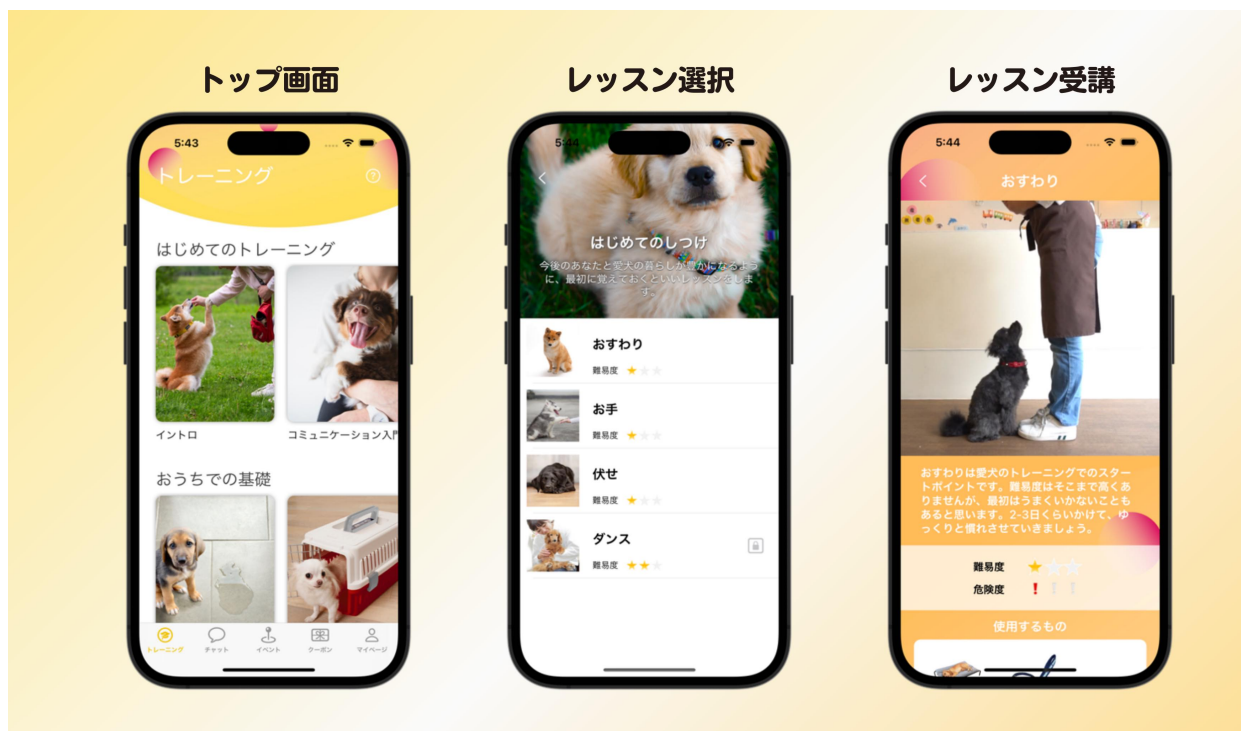 トップ画面
レッスン選択
レッスン受講
5:43
トレーニング
はじめてのトレーニング
イントロ
コミュニケーション入門
おうちでの基礎
トレーニング
チャット
イベント
クーポン
マイページ
はじめてのしつけ
今後のあなたと愛犬の暮らしが豊かになるよう
に、最初に覚えておくといいレッスンをしま
す。
おすわり
難易度
お手
難易度
伏せ
難易度
ダンス
難易度
5:44
おすわり
おすわりは愛犬のトレーニングでのスター
トポイントです。難易度はそこまで高くあ
りませんが、最初はうまくいかないことも
あると思います。2-3日くらいかけて、ゆ
っくりと慣れさせていきましょう。
難易度
危険度
使用するもの